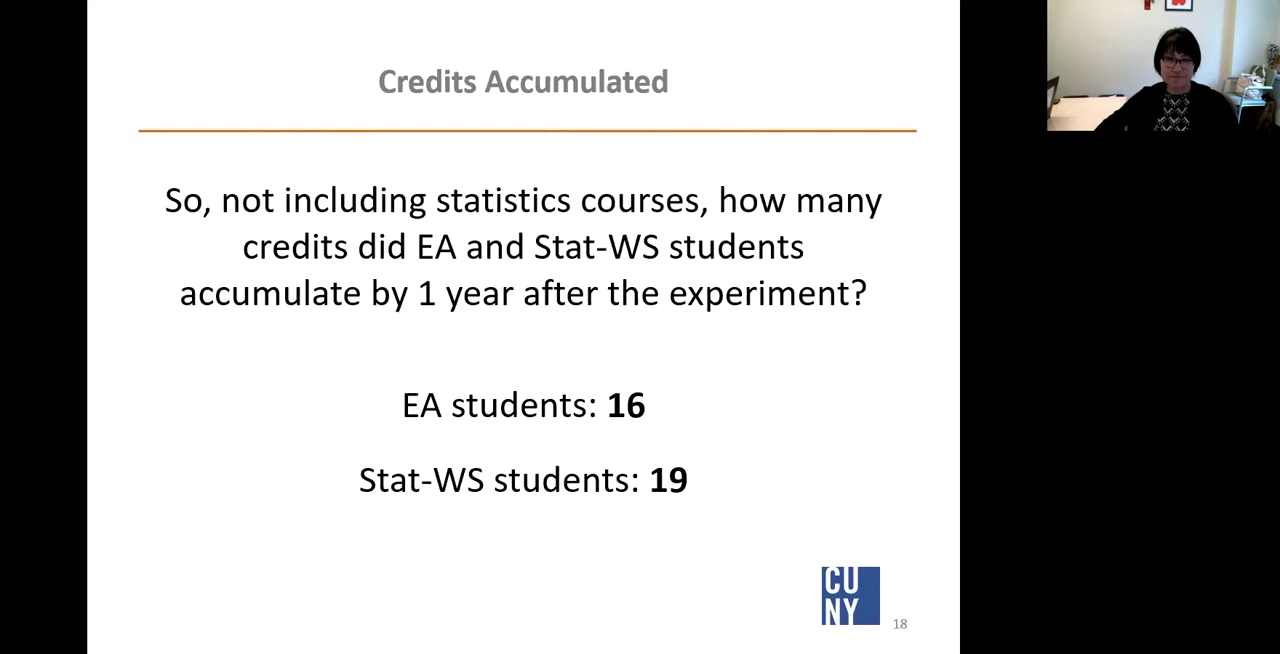 Credits Accumulated
So, not including statistics courses, how many
credits did EA and Stat-WS students
accumulate by 1 year after the experiment?
EA students: 16
Stat-WS students: 19
CU
NY
18